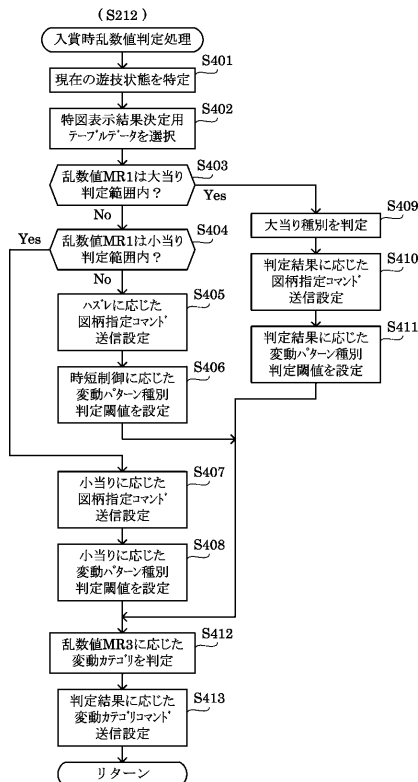 (S212)
入賞時乱数値判定処理
S401
現在の遊技状態を特定
S402
特図表示結果決定用
テーブルデータを選択
S403
乱数値MR1は大当り
判定範囲内?
Yes
No
S404
Yes
乱数値MR1は小当り
判定範囲内?
No
S405
ハズレに応じた
図柄指定コマンド
送信設定
S406
時短制御に応じた
変動パターン種別
判定閾値を設定
S409
大当り種別を判定
S410
判定結果に応じた
図柄指定コマンド
送信設定
S411
判定結果に応じた
変動パターン種別
判定閾値を設定
S407
小当りに応じた
図柄指定コマンド
送信設定
S408
小当りに応じた
変動パターン種別
判定閾値を設定
S412
乱数値MR3に応じた
変動カテゴリを判定
S413
判定結果に応じた
変動カテゴリコマンド
送信設定
リターン